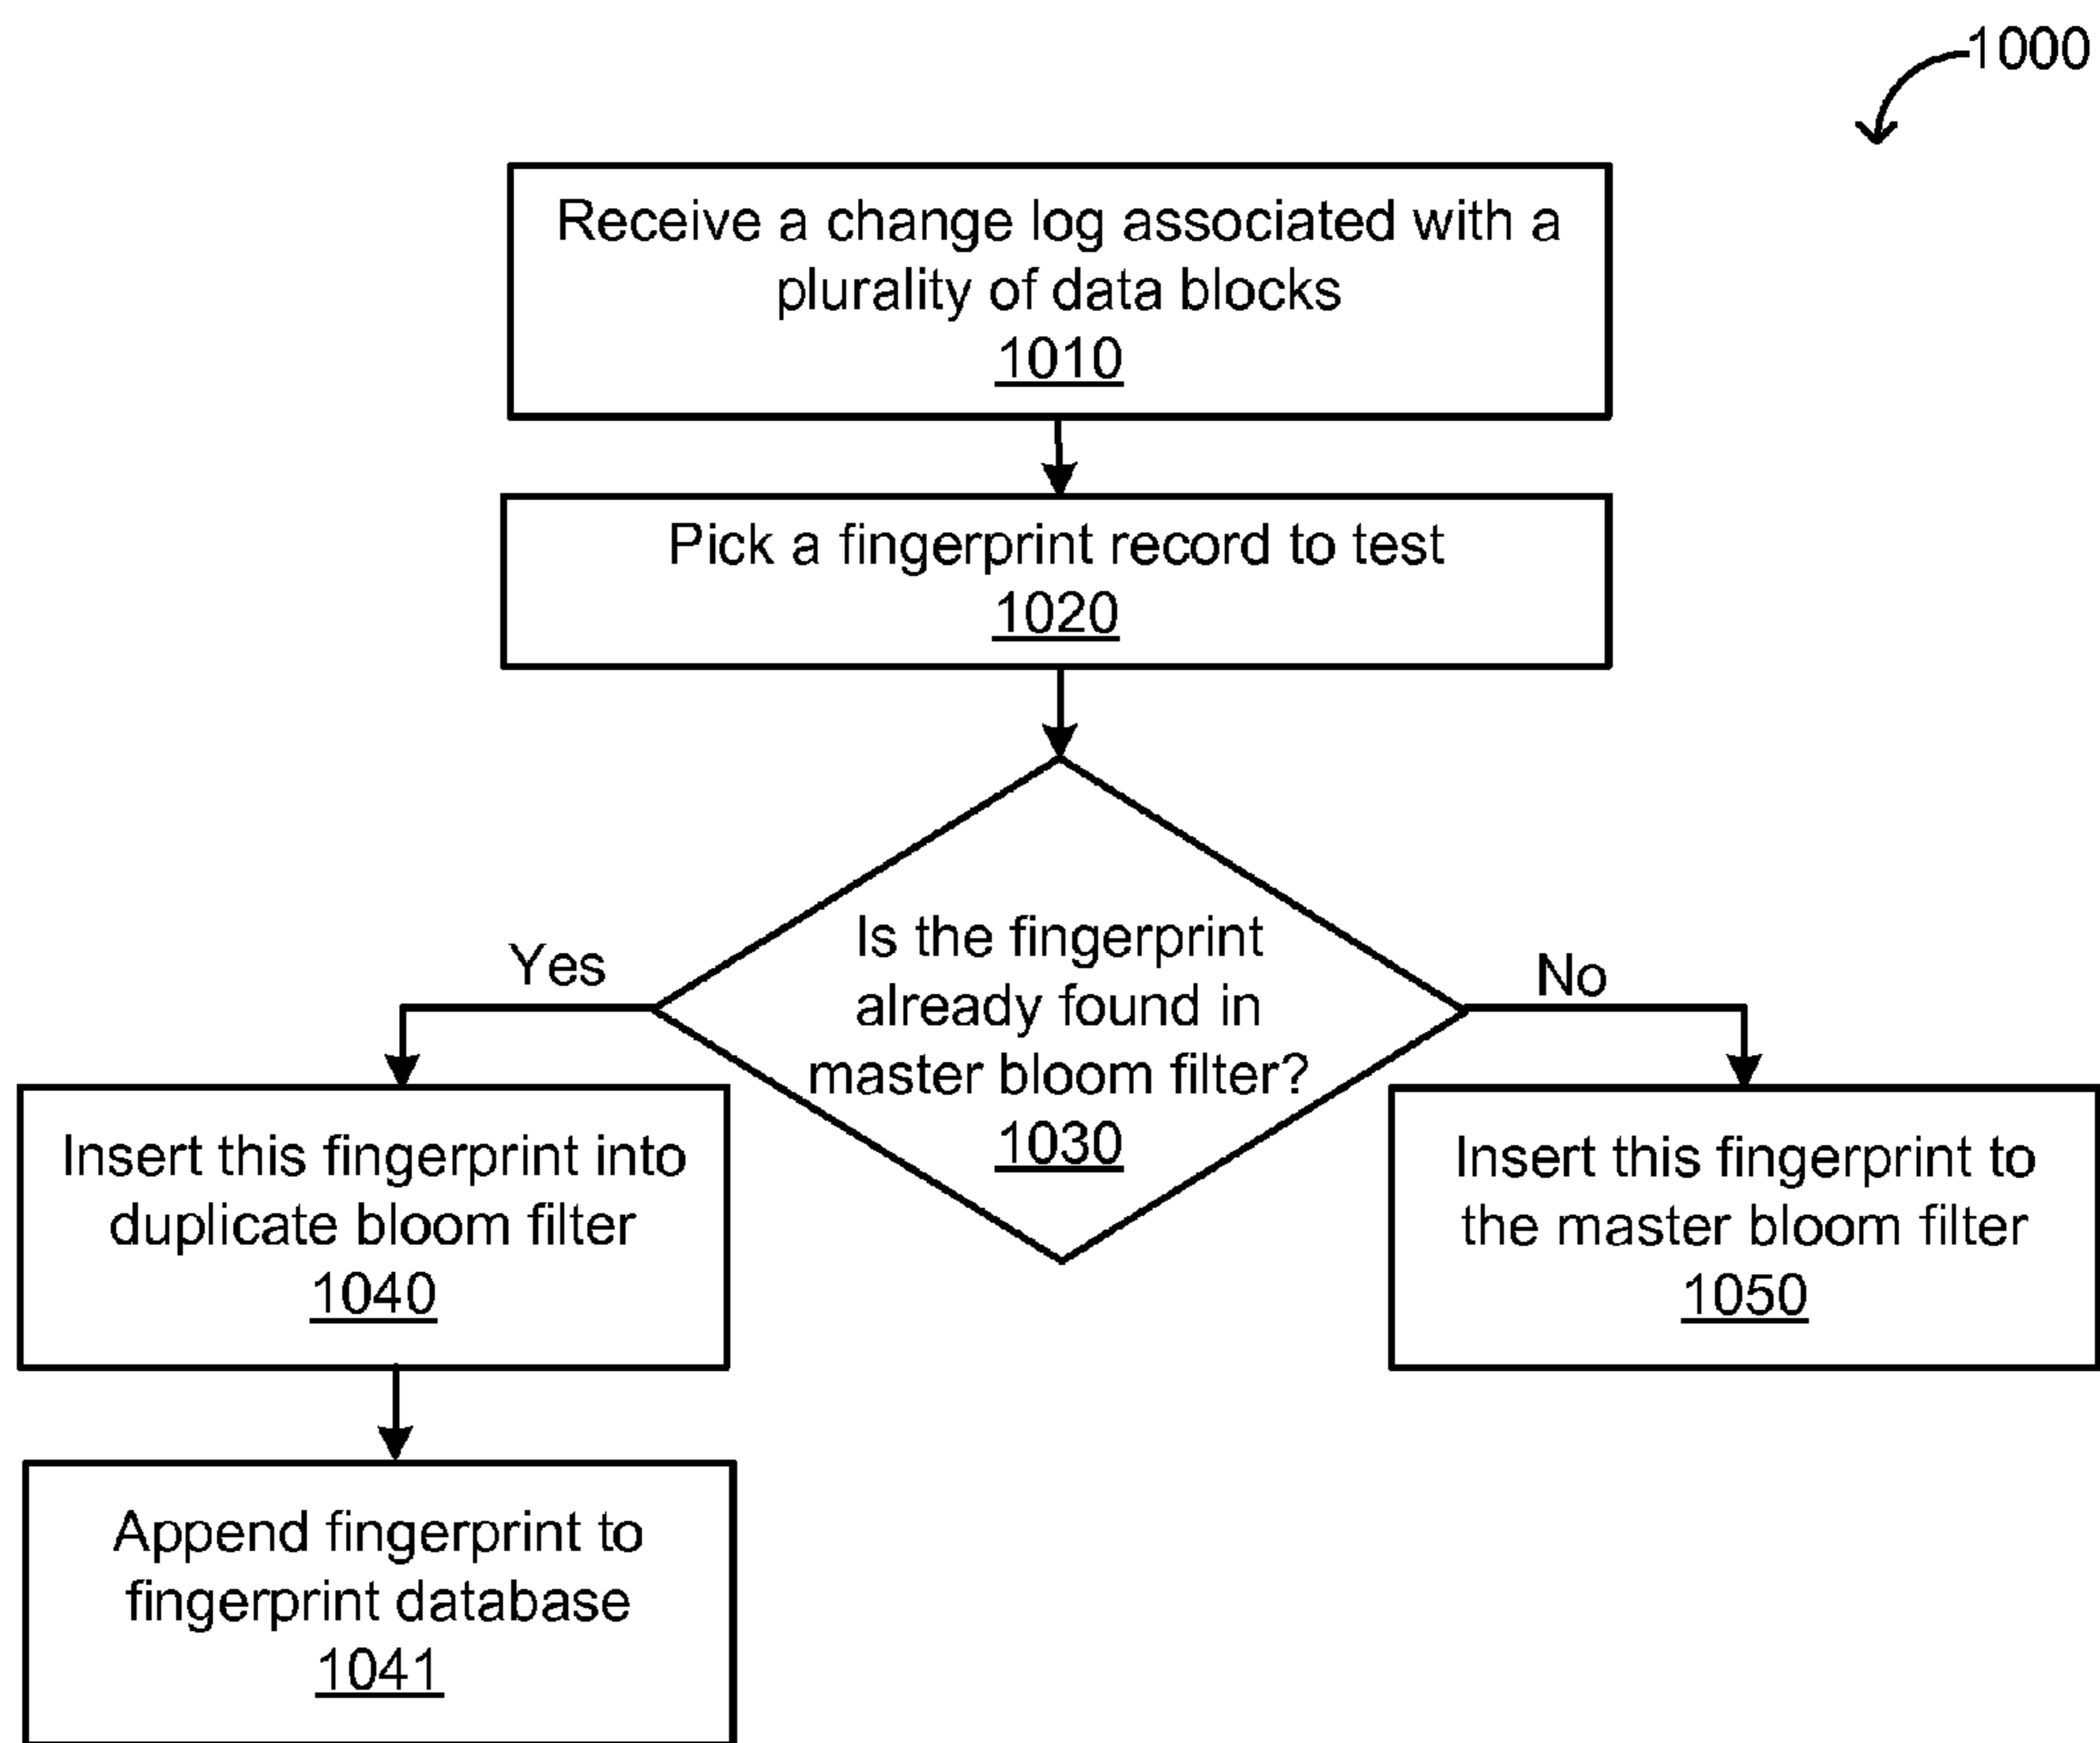 1000
Receive a change log associated with a
plurality of data blocks
1010
Pick a fingerprint record to test
1020
Is the fingerprint
already found in
master bloom filter?
1030
Yes
No
Insert this fingerprint into
duplicate bloom filter
1040
Insert this fingerprint to
the master bloom filter
1050
Append fingerprint to
fingerprint database
1041